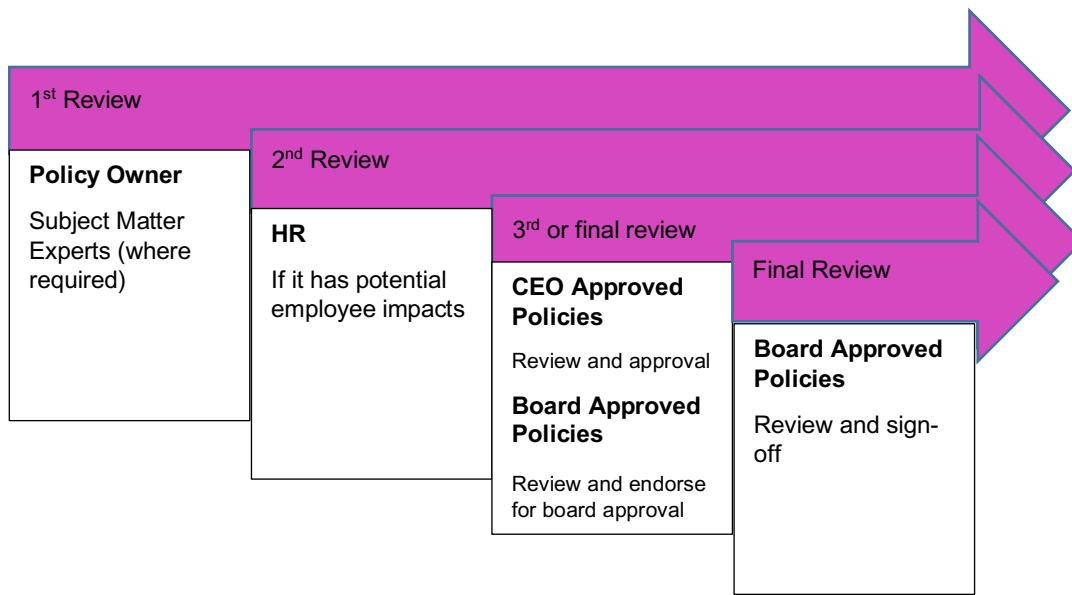 1st Review
Policy Owner
Subject Matter
Experts (where
required)
2nd Review
HR
If it has potential
employee impacts
3rd or final review
CEO Approved
Policies
Review and approval
Board Approved
Policies
Review and endorse
for board approval
Final Review
Board Approved
Policies
Review and sign-
off